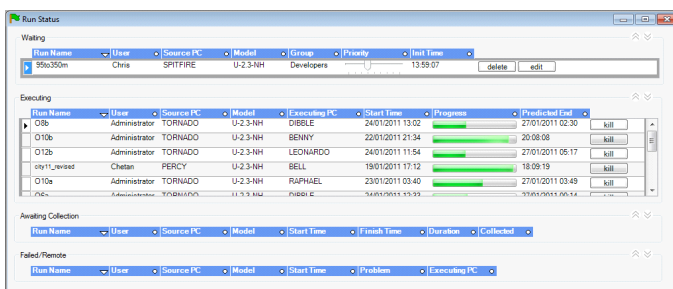 Run Status
Waiting
Run Name User Source PC Model Group Priority Init Time
95to350m Chris SPITFIRE U-2.3-NH Developers 13:59:07 delete edit
Executing
Run Name User Source PC Model Executing PC Start Time Progress Predicted End
O8b Administrator TORNADO U-2.3-NH DIBBLE 24/01/2011 13:02 27/01/2011 02:30 kill
O10b Administrator TORNADO U-2.3-NH BENNY 22/01/2011 21:34 20:08:08 kill
O12b Administrator TORNADO U-2.3-NH LEONARDO 24/01/2011 11:54 27/01/2011 05:17 kill
city11_revised Chetan PERCY U-2.3-NH BELL 19/01/2011 17:12 18:09:19 kill
O10a Administrator TORNADO U-2.3-NH RAPHAEL 23/01/2011 03:40 27/01/2011 03:49 kill
Administrator TORNADO U-2.3-NH DIBBLE
Awaiting Collection
Run Name User Source PC Model Start Time Finish Time Duration Collected
Failed/Remote
Run Name User Source PC Model Start Time Problem Executing PC